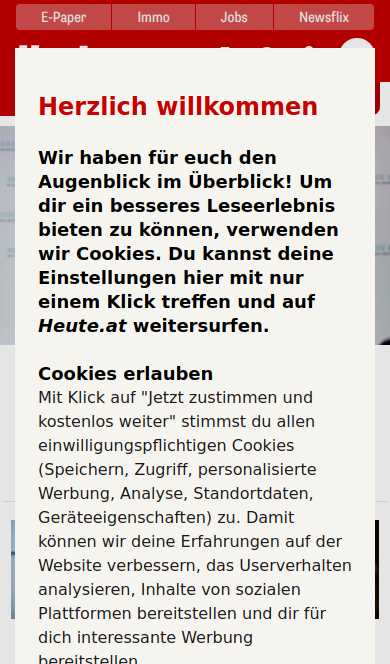 E-Paper
Immo
Jobs
Newsflix
Herzlich willkommen
Wir haben für euch den
Augenblick im Überblick! Um
dir ein besseres Leseerlebnis
bieten zu können, verwenden
wir Cookies. Du kannst deine
Einstellungen hier mit nur
einem Klick treffen und auf
Heute.at weitersurfen.
Cookies erlauben
Mit Klick auf "Jetzt zustimmen und
kostenlos weiter" stimmst du allen
einwilligungspflichtigen Cookies
(Speichern, Zugriff, personalisierte
Werbung, Analyse, Standortdaten,
Geräteeigenschaften) zu. Damit
können wir deine Erfahrungen auf der
Website verbessern, das Userverhalten
analysieren, Inhalte von sozialen
Plattformen bereitstellen und dir für
dich interessante Werbung
bereitstellen